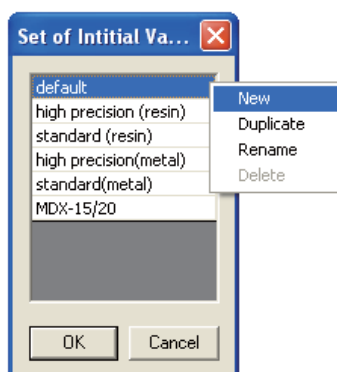 Set of Intitial Va...
default
high precision (resin)
standard (resin)
high precision(metal)
standard(metal)
MDX-15/20
New
Duplicate
Rename
Delete
OK
Cancel